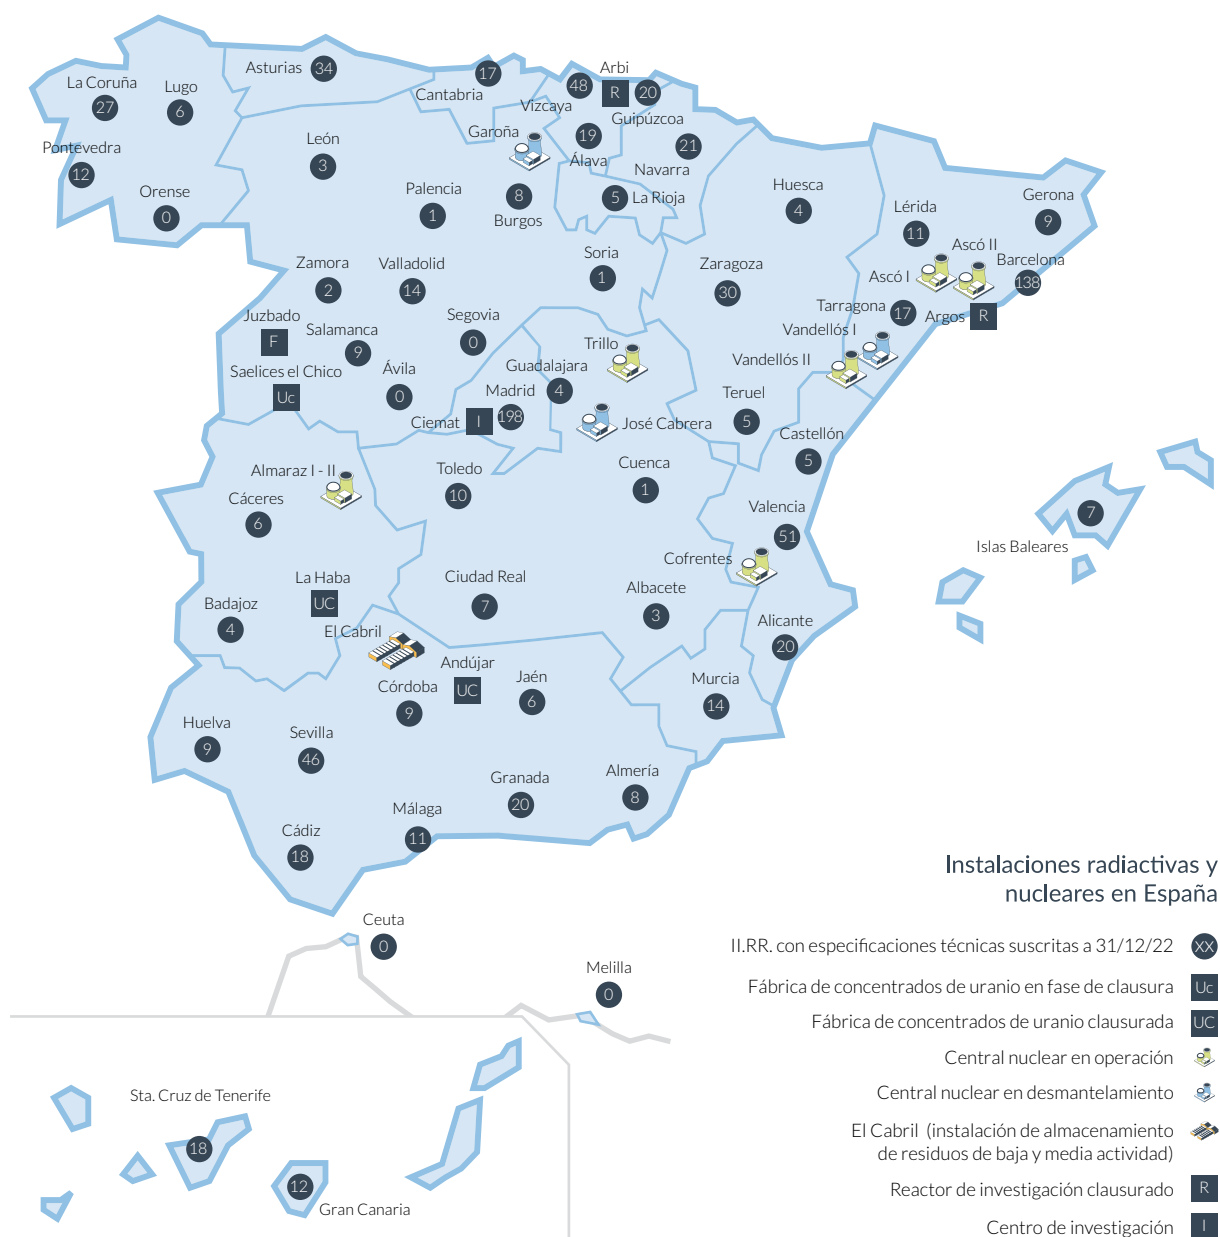 Asturias 34
17
Cantabria
La Coruña
27
Lugo
6
Pontevedra
12
Orense
0
León
3
Palencia
1
Garoña
8
Burgos
48
Vizcaya
Arbi
R 20
Guipúzcoa
19
Álava
21
Navarra
5 La Rioja
Huesca
4
Lérida
11
Gerona
9
Ascó II
Ascó I
Barcelona
138
Tarragona
17
Argos R
Vandellós I
Vandellós II
Zamora
2
Valladolid
14
Soria
1
Zaragoza
30
Juzbado
F
Salamanca
9
Segovia
0
Trillo
Saelices el Chico
Uc
Ávila
0
Guadalajara
4
Madrid
198
Ciemat I
José Cabrera
Teruel
5
Castellón
5
Almaraz I - II
Cáceres
6
Toledo
10
Cuenca
1
Valencia
51
Cofrentes
7
Islas Baleares
La Haba
UC
Badajoz
4
Ciudad Real
7
Albacete
3
Alicante
20
El Cabril
Andújar
UC
Córdoba
9
Jaén
6
Murcia
14
Huelva
9
Sevilla
46
Granada
20
Almería
8
Málaga
11
Cádiz
18
Ceuta
0
Melilla
0
Sta. Cruz de Tenerife
18
12
Gran Canaria
Instalaciones radiactivas y
nucleares en España
II.RR. con especificaciones técnicas suscritas a 31/12/22 XX
Fábrica de concentrados de uranio en fase de clausura Uc
Fábrica de concentrados de uranio clausurada UC
Central nuclear en operación
Central nuclear en desmantelamiento
El Cabril (instalación de almacenamiento
de residuos de baja y media actividad)
Reactor de investigación clausurado R
Centro de investigación I